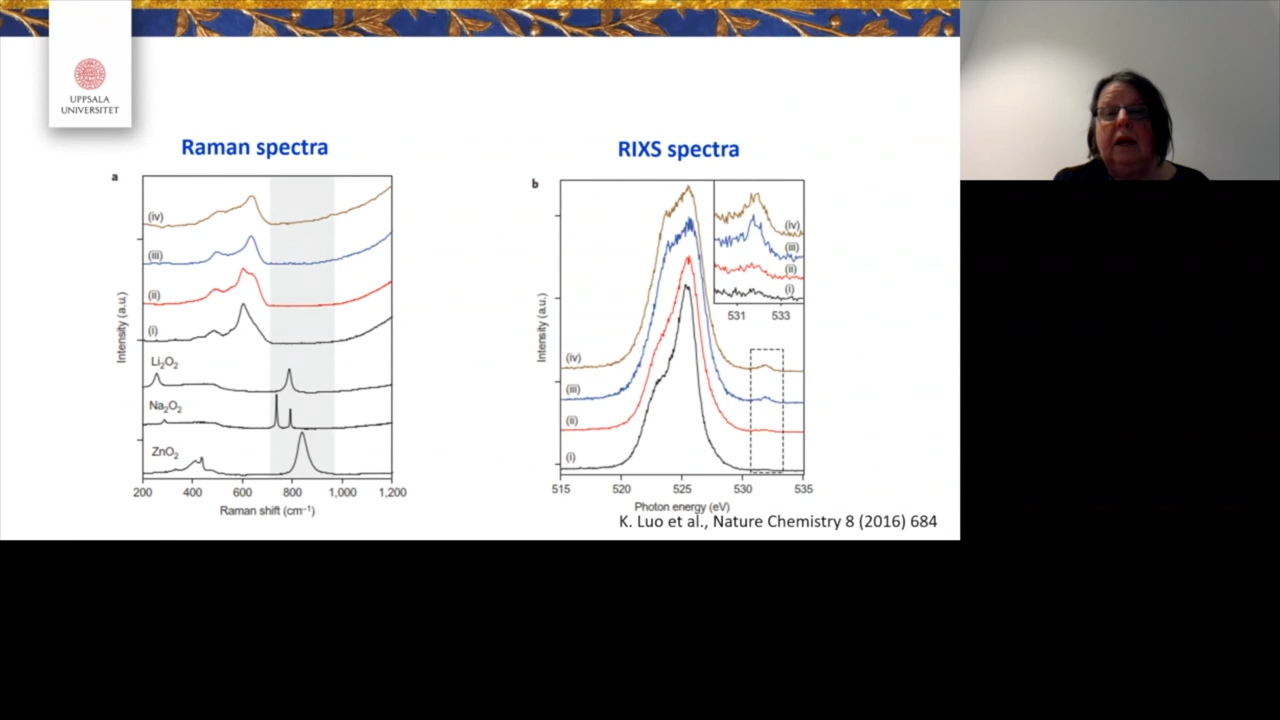 UPPSALA
UNIVERSITET
Raman spectra
a
(iv)
(iii)
(ii)
(i)
Li₂O₂
Na₂O₂
ZnO₂
Intensity (a.u.)
200 400 600 800 1,000 1,200
Raman shift (cm⁻¹)
RIXS spectra
b
(iv)
(iii)
(ii)
(i)
531 533
(iv)
(iii)
(ii)
(i)
Intensity (a.u.)
515 520 525 530 535
Photon energy (eV)
K. Luo et al., Nature Chemistry 8 (2016) 684